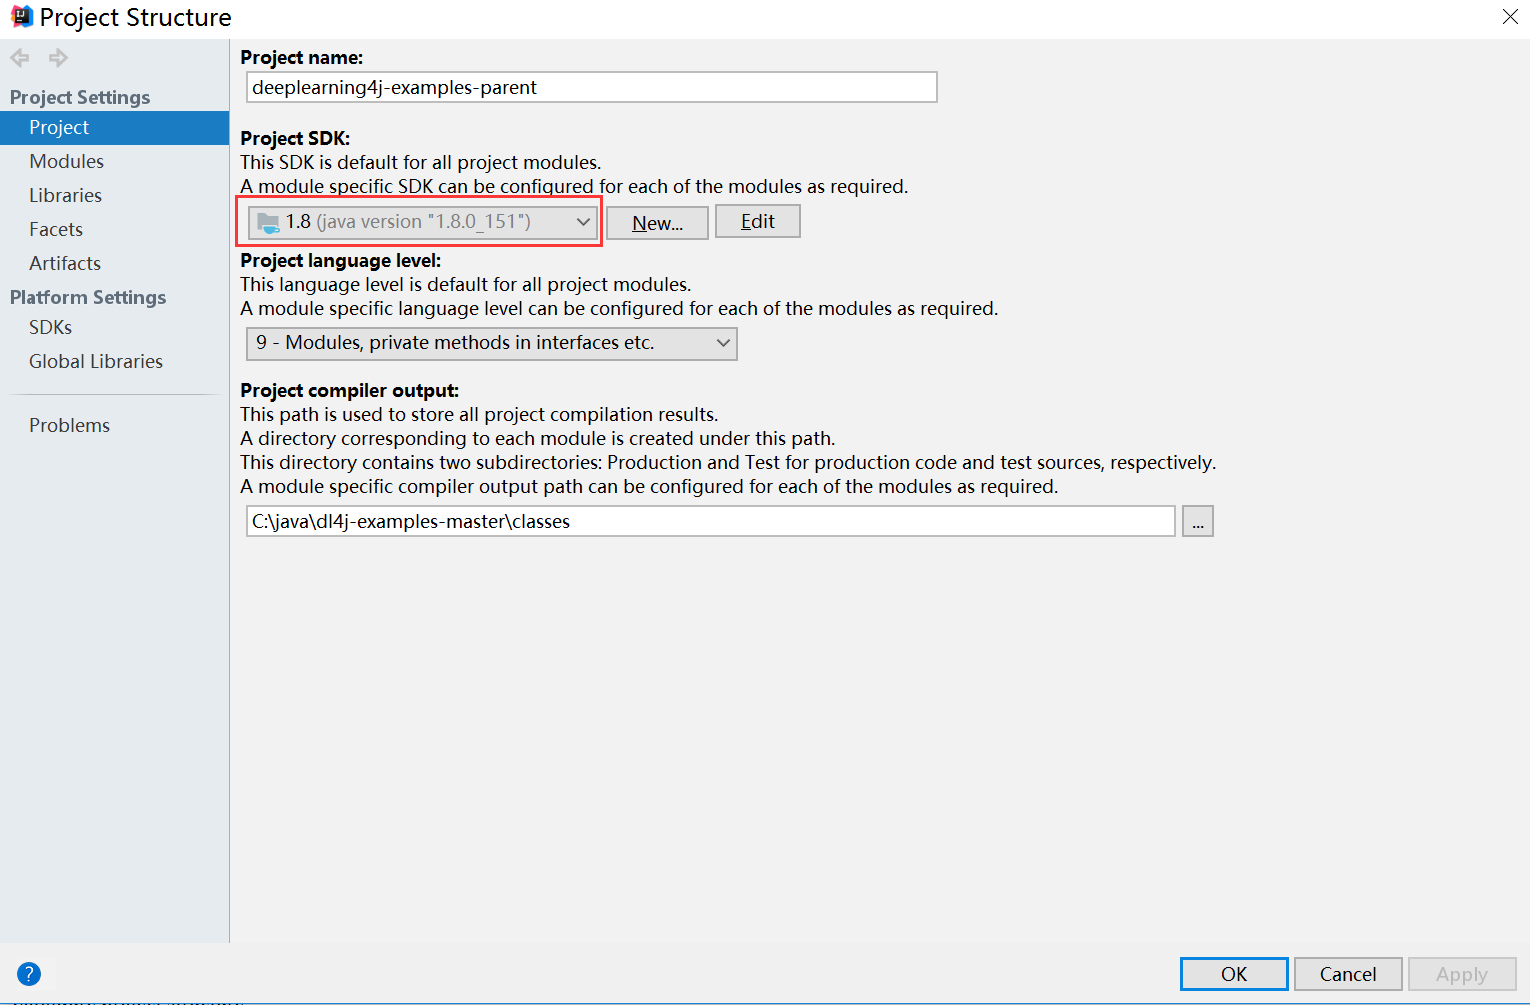 Project Structure
Project Settings
Project
Modules
Libraries
Facets
Artifacts
Platform Settings
SDKs
Global Libraries
Problems
Project name:
deeplearning4j-examples-parent
Project SDK:
This SDK is default for all project modules.
A module specific SDK can be configured for each of the modules as required.
1.8 (java version "1.8.0_151")
New...
Edit
Project language level:
This language level is default for all project modules.
A module specific language level can be configured for each of the modules as required.
9 - Modules, private methods in interfaces etc.
Project compiler output:
This path is used to store all project compilation results.
A directory corresponding to each module is created under this path.
This directory contains two subdirectories: Production and Test for production code and test sources, respectively.
A module specific compiler output path can be configured for each of the modules as required.
C:\java\dl4j-examples-master\classes
...
?
OK
Cancel
Apply